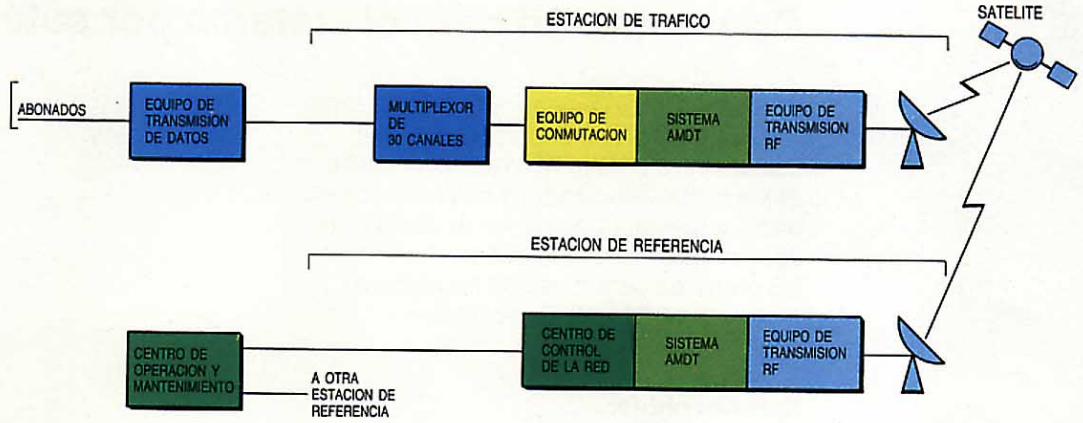 ESTACION DE TRAFICO
SATELITE
ABONADOS
EQUIPO DE
TRANSMISION
DE DATOS
MULTIPLEXOR
DE
30 CANALES
EQUIPO DE
CONMUTACION
SISTEMA
AMDT
EQUIPO DE
TRANSMISION
RF
ESTACION DE REFERENCIA
CENTRO DE
OPERACION Y
MANTENIMIENTO
A OTRA
ESTACION DE
REFERENCIA
CENTRO DE
CONTROL
DE LA RED
SISTEMA
AMDT
EQUIPO DE
TRANSMISION
RF